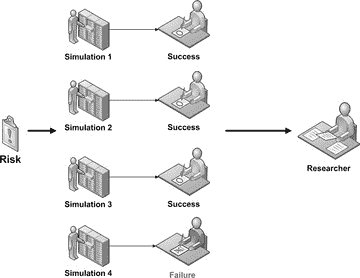 Simulation 1 Success
Simulation 2 Success
Risk
Researcher
Simulation 3 Success
Simulation 4 Failure